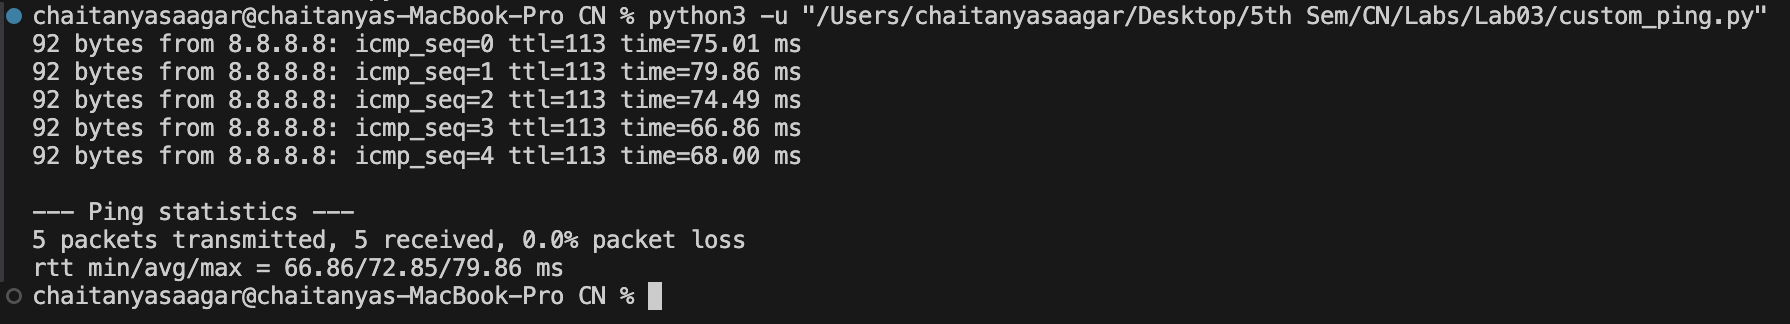 chaitanyasaagar@chaitanyas-MacBook-Pro CN % python3 -u "/Users/chaitanyasaagar/Desktop/5th Sem/CN/Labs/Lab03/custom_ping.py"
92 bytes from 8.8.8.8: icmp_seq=0 ttl=113 time=75.01 ms
92 bytes from 8.8.8.8: icmp_seq=1 ttl=113 time=79.86 ms
92 bytes from 8.8.8.8: icmp_seq=2 ttl=113 time=74.49 ms
92 bytes from 8.8.8.8: icmp_seq=3 ttl=113 time=66.86 ms
92 bytes from 8.8.8.8: icmp_seq=4 ttl=113 time=68.00 ms
--- Ping statistics ---
5 packets transmitted, 5 received, 0.0% packet loss
rtt min/avg/max = 66.86/72.85/79.86 ms
chaitanyasaagar@chaitanyas-MacBook-Pro CN %